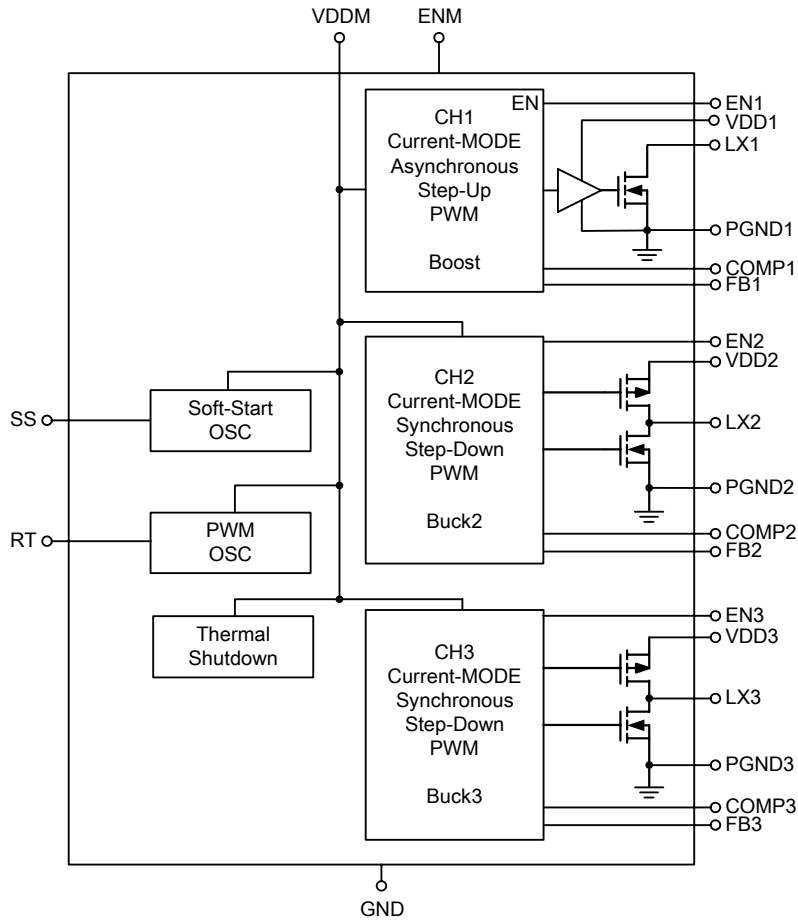 VDDM
ENM
EN
CH1
Current-MODE
Asynchronous
Step-Up
PWM
Boost
EN1
VDD1
LX1
PGND1
COMP1
FB1
SS
Soft-Start
OSC
RT
PWM
OSC
Thermal
Shutdown
CH2
Current-MODE
Synchronous
Step-Down
PWM
Buck2
EN2
VDD2
LX2
PGND2
COMP2
FB2
CH3
Current-MODE
Synchronous
Step-Down
PWM
Buck3
EN3
VDD3
LX3
PGND3
COMP3
FB3
GND